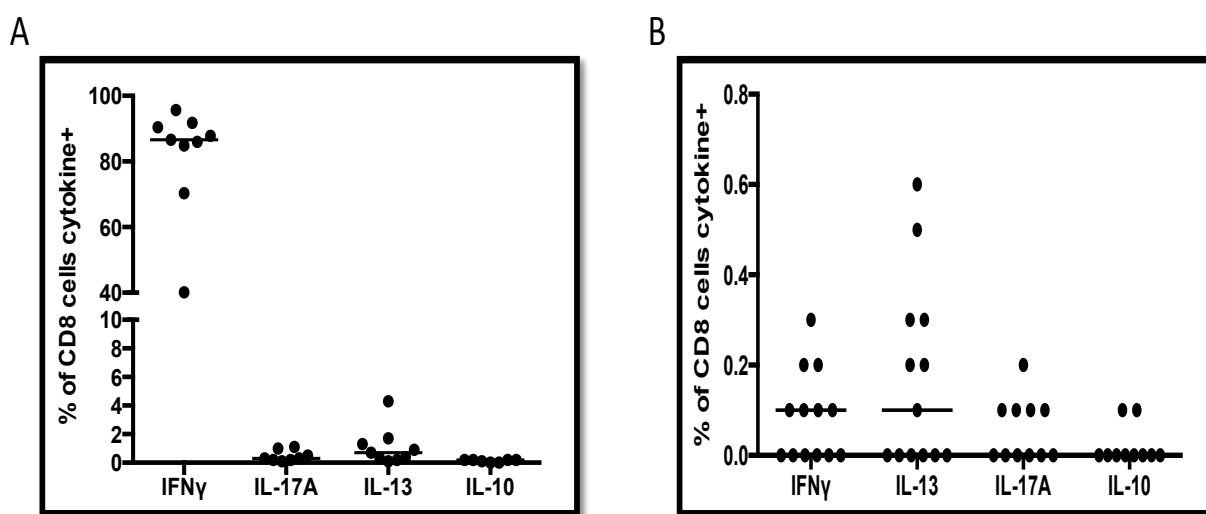 A
% of CD8 cells cytokine+
100
80
60
40
10
8
6
4
2
0
IFNγ IL-17A IL-13 IL-10
B
% of CD8 cells cytokine+
0.8
0.6
0.4
0.2
0.0
IFNγ IL-13 IL-17A IL-10